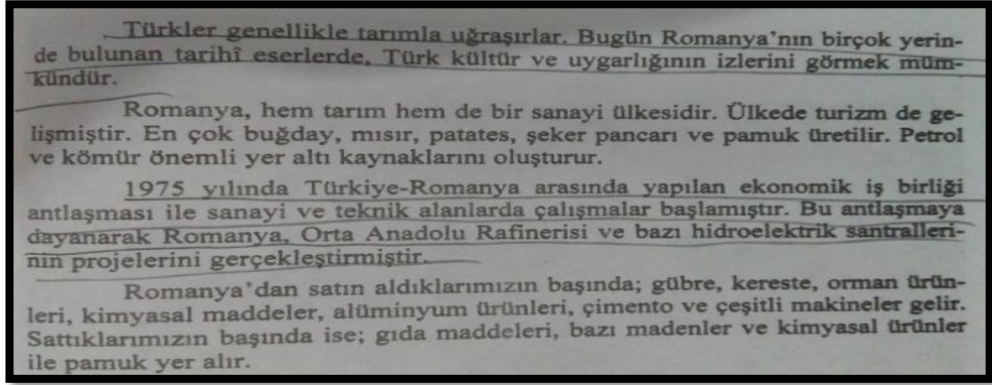 Türkler genellikle tarımla uğraşırlar. Bugün Romanya'nın birçok yerin-
de bulunan tarihî eserlerde, Türk kültür ve uygarlığının izlerini görmek müm-
kündür.
Romanya, hem tarım hem de bir sanayi ülkesidir. Ülkede turizm de ge-
lişmiştir. En çok buğday, mısır, patates, şeker pancarı ve pamuk üretilir. Petrol
ve kömür önemli yer altı kaynaklarını oluşturur.
1975 yılında Türkiye-Romanya arasında yapılan ekonomik iş birliği
antlaşması ile sanayi ve teknik alanlarda çalışmalar başlamıştır. Bu antlaşmaya
dayanarak Romanya, Orta Anadolu Rafinerisi ve bazı hidroelektrik santralleri-
nin projelerini gerçekleştirmiştir.
Romanya'dan satın aldıklarımızın başında; gübre, kereste, orman ürün-
leri, kimyasal maddeler, alüminyum ürünleri, çimento ve çeşitli makineler gelir.
Sattıklarımızın başında ise; gıda maddeleri, bazı madenler ve kimyasal ürünler
ile pamuk yer alır.